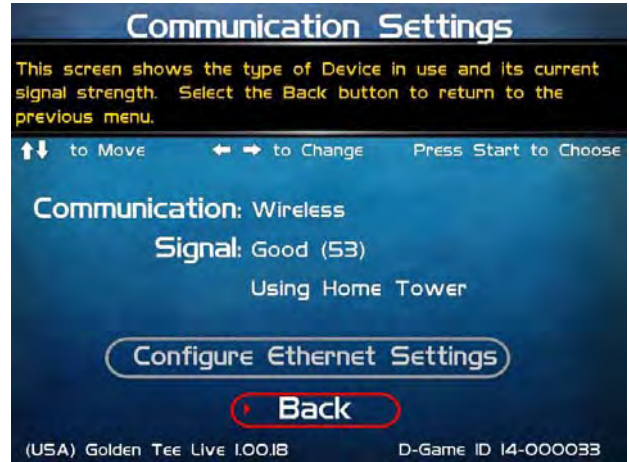 Communication Settings
This screen shows the type of Device in use and its current
signal strength. Select the Back button to return to the
previous menu.
↑↓ to Move ← → to Change Press Start to Choose
Communication: Wireless
Signal: Good (53)
Using Home Tower
Configure Ethernet Settings
Back
(USA) Golden Tee Live 1.00.18 D-Game ID 14-000033